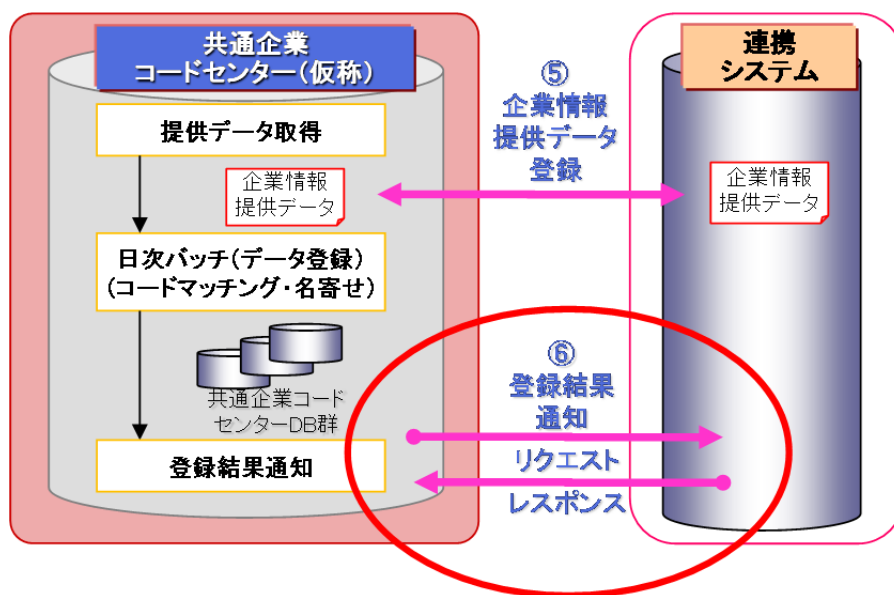 共通企業
コードセンター(仮称)
提供データ取得
企業情報
提供データ
日次バッチ(データ登録)
(コードマッチング・名寄せ)
共通企業コード
センターDB群
登録結果通知
⑤
企業情報
提供データ
登録
⑥
登録結果
通知
リクエスト
レスポンス
連携
システム
企業情報
提供データ